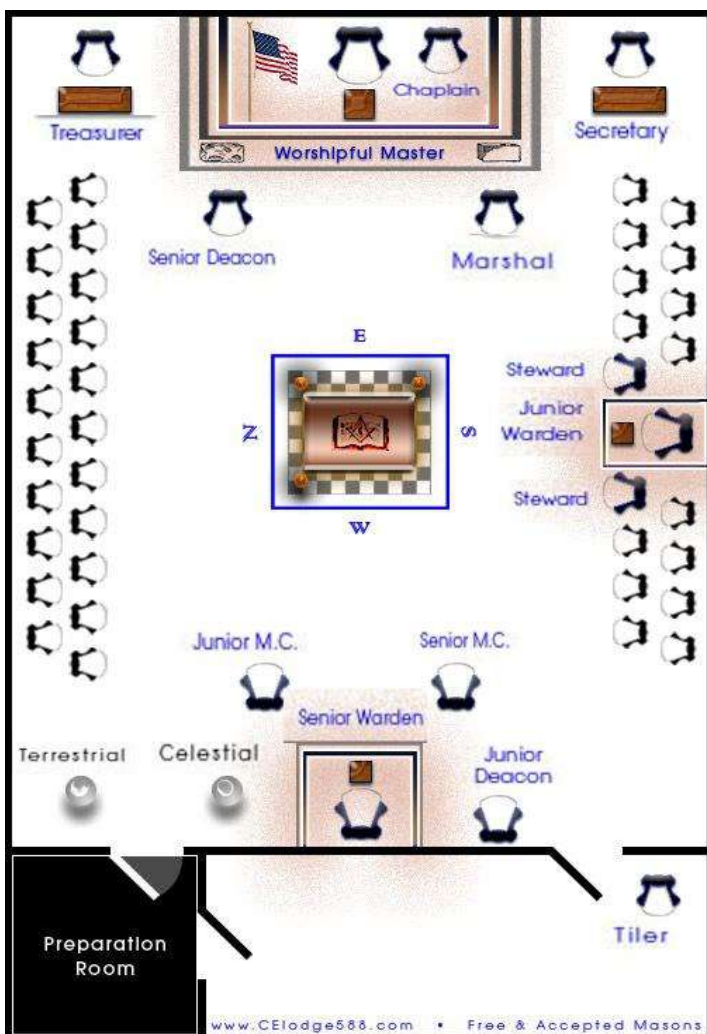 Chaplain
Treasurer
Worshipful Master
Secretary
Senior Deacon
Marshal
E
Steward
Junior
Warden
N
S
Steward
W
Junior M.C.
Senior M.C.
Senior Warden
Terrestrial
Celestial
Junior
Deacon
Preparation
Room
Tiler
www.CElodge588.com • Free & Accepted Masons